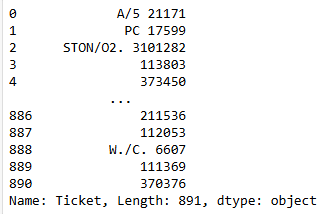 0 A/5 21171
1 PC 17599
2 STON/O2. 3101282
3 113803
4 373450
...
886 211536
887 112053
888 W./C. 6607
889 111369
890 370376
Name: Ticket, Length: 891, dtype: object